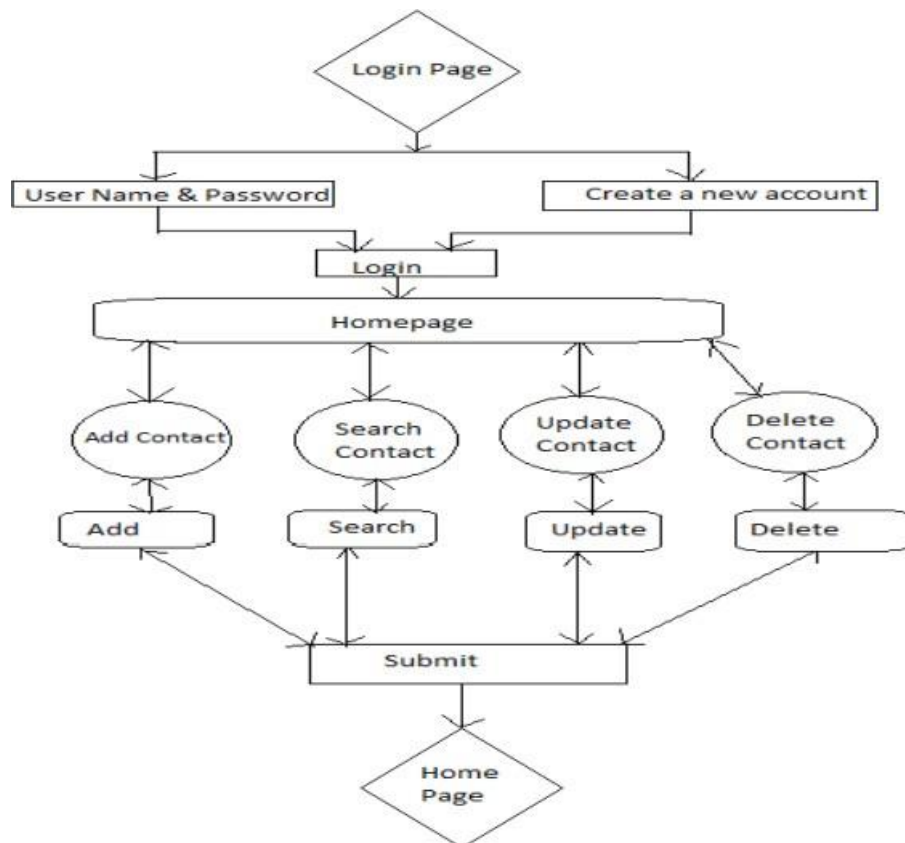 Login Page
User Name & Password
Create a new account
Login
Homepage
Add Contact
Search
Contact
Update
Contact
Delete
Contact
Add
Search
Update
Delete
Submit
Home
Page